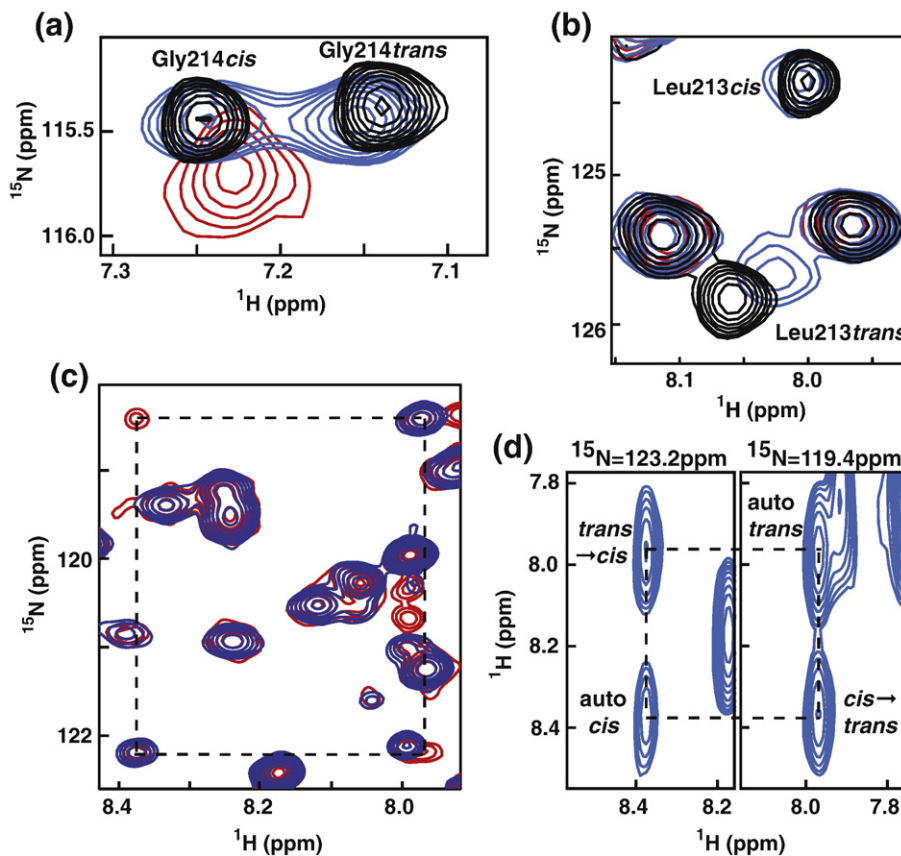 (a)
Gly214cis
Gly214trans
115.5
116.0
¹⁵N (ppm)
7.3
7.2
7.1
¹H (ppm)
(b)
Leu213cis
125
126
¹⁵N (ppm)
Leu213trans
8.1
8.0
¹H (ppm)
(c)
120
121
122
¹⁵N (ppm)
8.4
8.2
8.0
¹H (ppm)
(d)
¹⁵N=123.2ppm
¹⁵N=119.4ppm
7.8
8.0
8.2
8.4
¹H (ppm)
trans
→cis
auto
cis
auto
trans
cis→
trans
8.4
8.2
8.0
7.8
¹H (ppm)